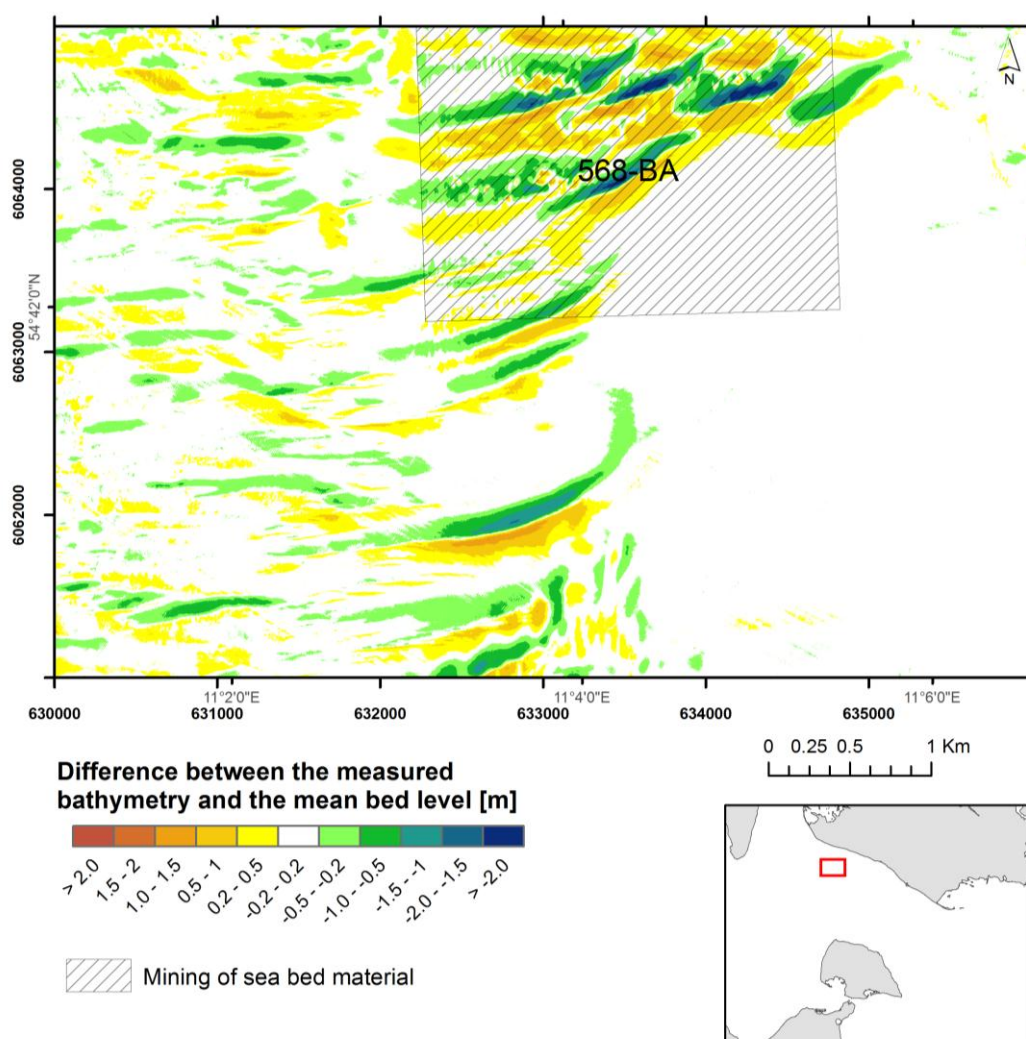 N
568-BA
6064000
54°42'0"N
6063000
6062000
630000
631000
11°2'0"E
632000
633000
11°4'0"E
634000
635000
11°6'0"E
0 0.25 0.5 1 Km
Difference between the measured
bathymetry and the mean bed level [m]
> 2.0
1.5 - 2
1.0 - 1.5
0.5 - 1
0.2 - 0.5
-0.2 - 0.2
-0.5 - -0.2
-1.0 - -0.5
-1.5 - -1
-2.0 - -1.5
> -2.0
Mining of sea bed material